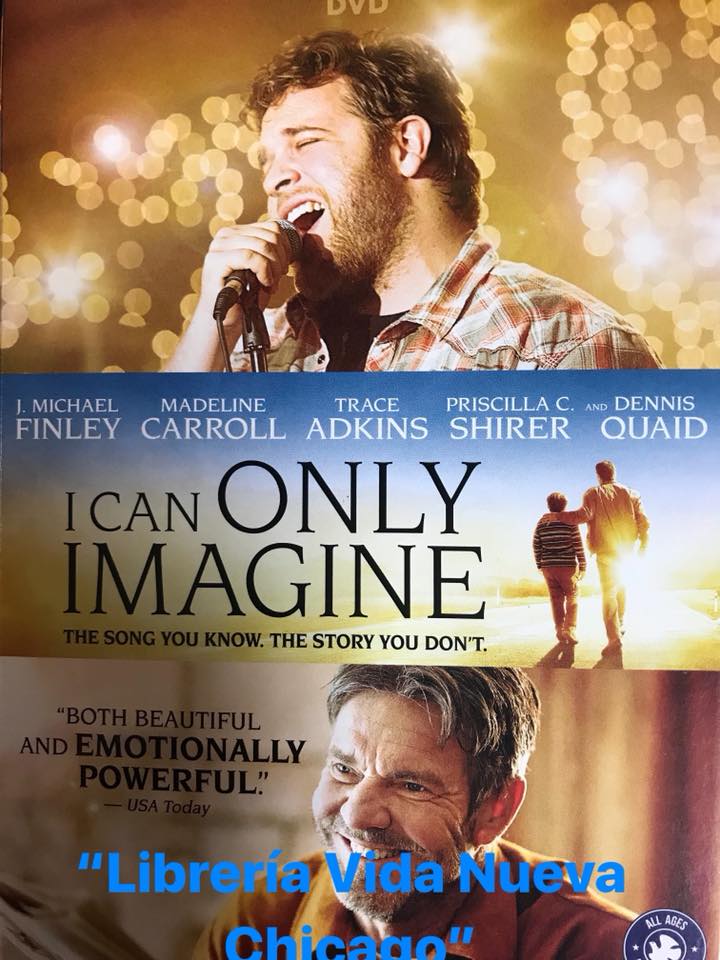 DVD
J. MICHAEL FINLEY
MADELINE CARROLL
TRACE ADKINS
PRISCILLA C. SHIRER
AND DENNIS QUAID
I CAN ONLY
IMAGINE
THE SONG YOU KNOW. THE STORY YOU DON'T.
“BOTH BEAUTIFUL
AND EMOTIONALLY
POWERFUL.”
— USA Today
“Librería Vida Nueva
Chicago”
ALL AGES